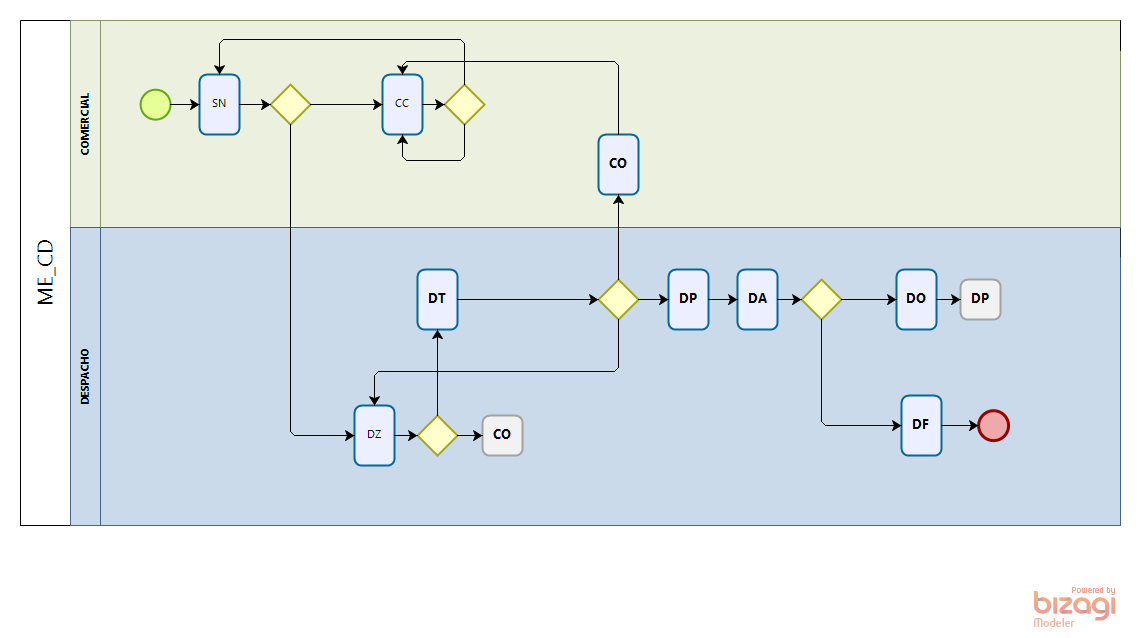 ME_CD
COMERCIAL
SN
CC
CO
DESPACHO
DT
DP
DA
DO
DP
DZ
CO
DF
Powered by
bizagi
Modeler